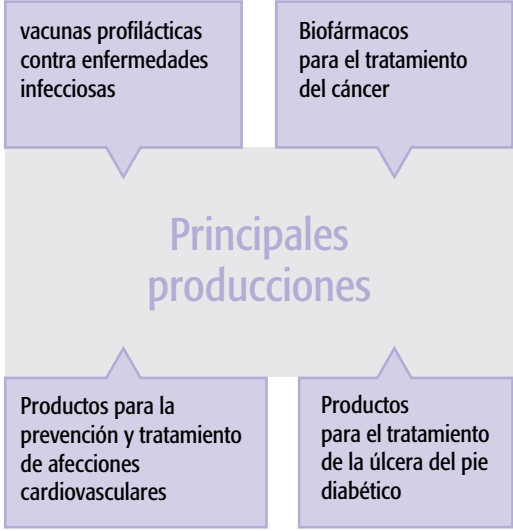 vacunas profilácticas
contra enfermedades
infecciosas
Biofármacos
para el tratamiento
del cáncer
Principales
producciones
Productos para la
prevención y tratamiento
de afecciones
cardiovasculares
Productos
para el tratamiento
de la úlcera del pie
diabético